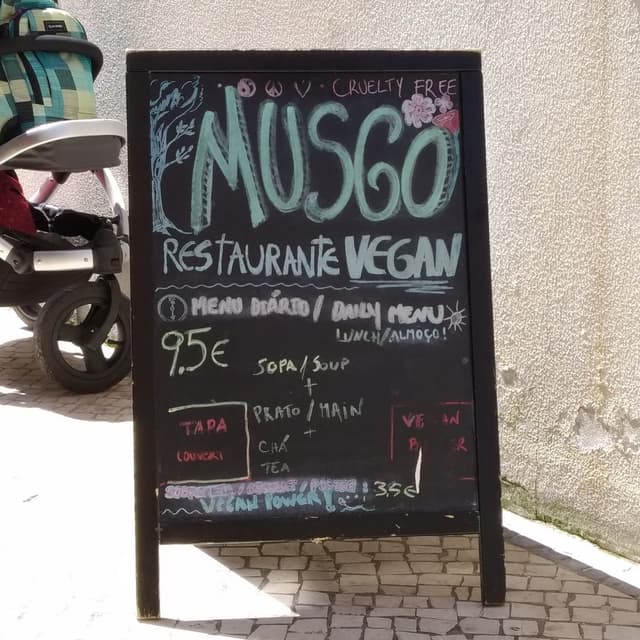 CRUELTY FREE
MUSGO
RESTAURANTE VEGAN
MENU DIÁRIO / DAILY MENU
LUNCH/ALMOÇO!
9.5€
SOPA / SOUP
+
PRATO / MAIN
+
CHÁ
TEA
TAPA
3.5€
VEGAN POWER!